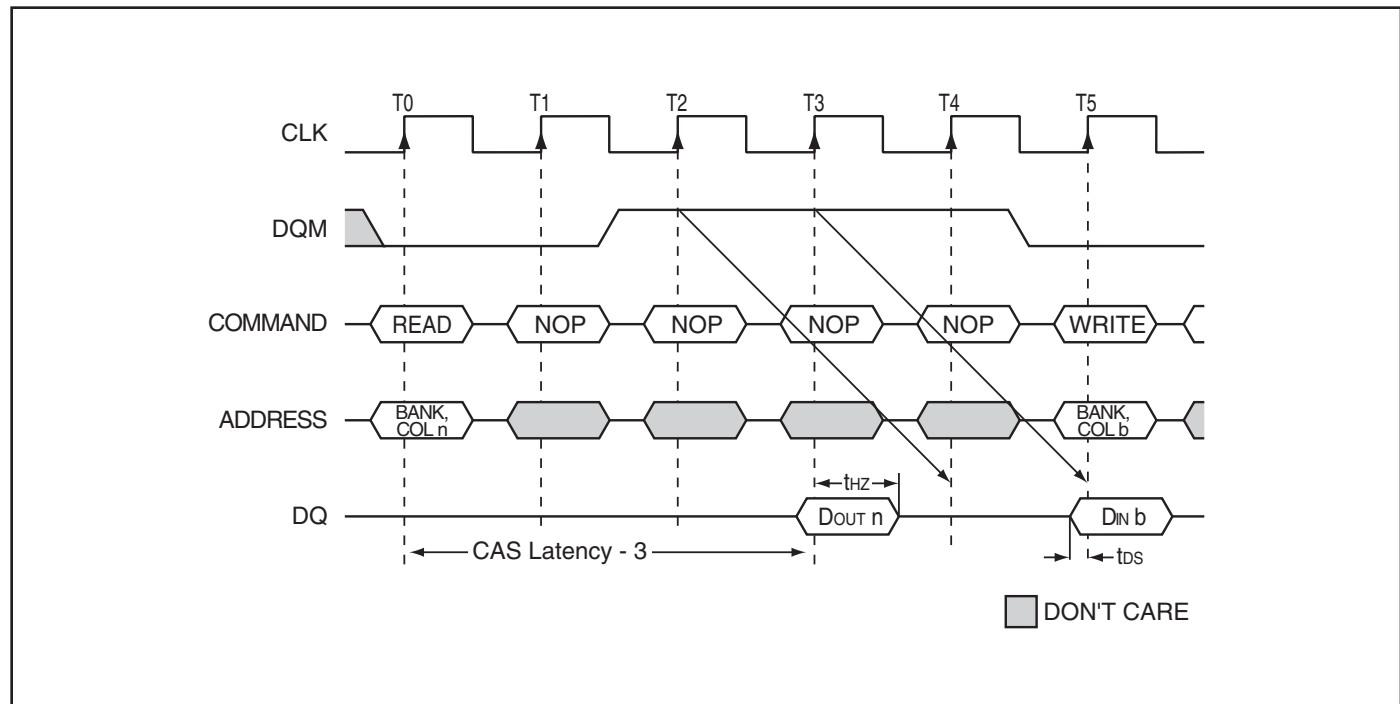 T0 T1 T2 T3 T4 T5
CLK
DQM
COMMAND READ NOP NOP NOP NOP WRITE
ADDRESS BANK, COL n BANK, COL b
tHZ
DQ DOUT n DIN b
CAS Latency - 3 tDS
DON'T CARE